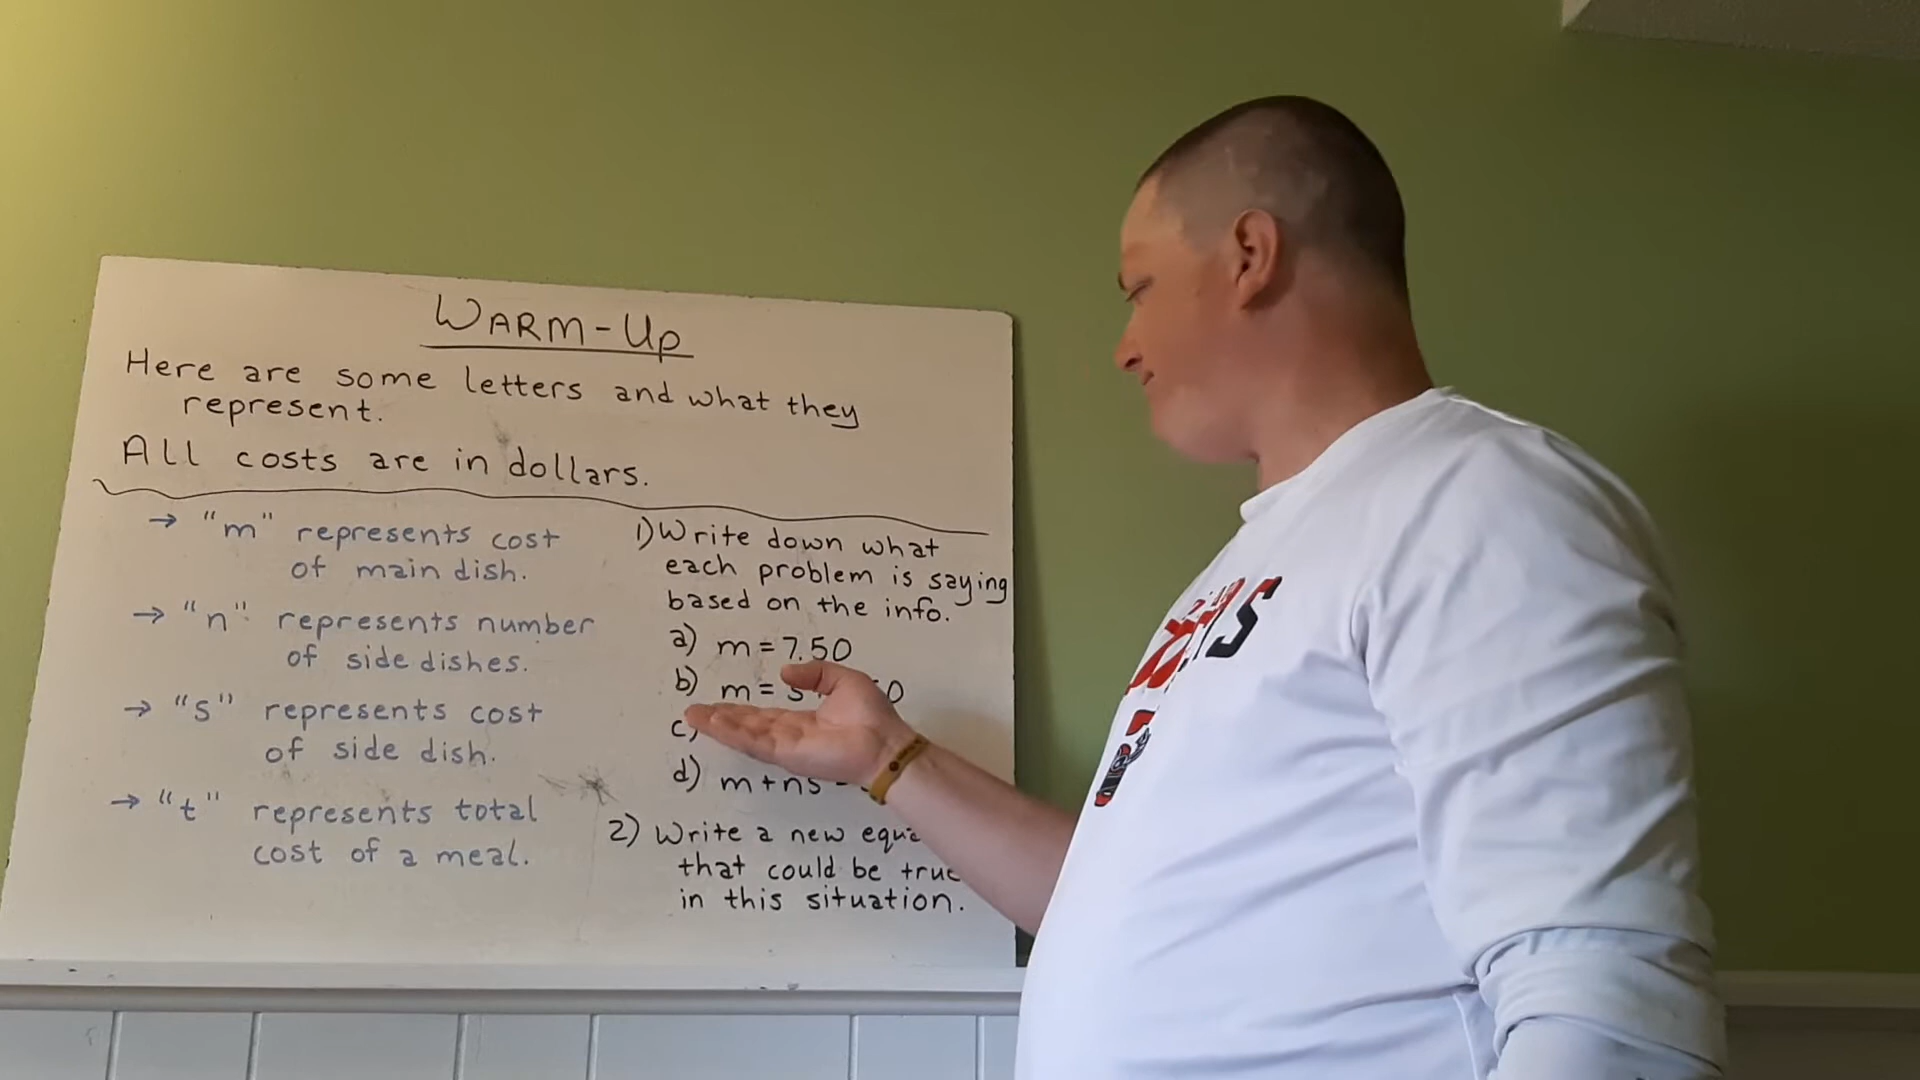 WARM-UP
Here are some letters and what they
represent.
All costs are in dollars.
→ "m" represents cost
of main dish.
→ "n" represents number
of side dishes.
→ "s" represents cost
of side dish.
→ "t" represents total
cost of a meal.
1) Write down what
each problem is saying
based on the info.
a) m = 7.50
b) m = s
c)
d) m + ns
2) Write a new
that could be true
in this situation.